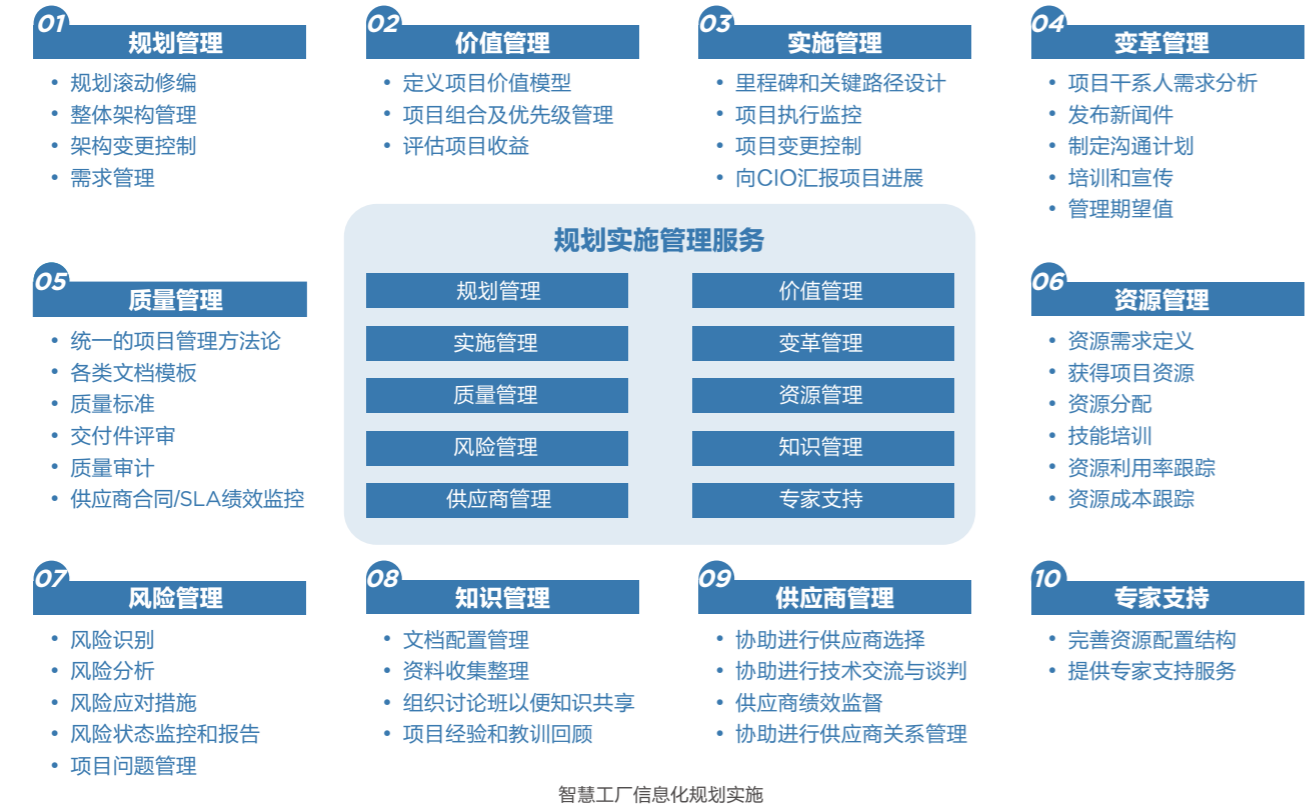 01
规划管理
• 规划滚动修编
• 整体架构管理
• 架构变更控制
• 需求管理
02
价值管理
• 定义项目价值模型
• 项目组合及优先级管理
• 评估项目收益
03
实施管理
• 里程碑和关键路径设计
• 项目执行监控
• 项目变更控制
• 向CIO汇报项目进展
04
变革管理
• 项目干系人需求分析
• 发布新闻件
• 制定沟通计划
• 培训和宣传
• 管理期望值
规划实施管理服务
规划管理
价值管理
实施管理
变革管理
质量管理
资源管理
风险管理
知识管理
供应商管理
专家支持
05
质量管理
• 统一的项目管理方法论
• 各类文档模板
• 质量标准
• 交付件评审
• 质量审计
• 供应商合同/SLA绩效监控
06
资源管理
• 资源需求定义
• 获得项目资源
• 资源分配
• 技能培训
• 资源利用率跟踪
• 资源成本跟踪
07
风险管理
• 风险识别
• 风险分析
• 风险应对措施
• 风险状态监控和报告
• 项目问题管理
08
知识管理
• 文档配置管理
• 资料收集整理
• 组织讨论班以便知识共享
• 项目经验和教训回顾
09
供应商管理
• 协助进行供应商选择
• 协助进行技术交流与谈判
• 供应商绩效监督
• 协助进行供应商关系管理
10
专家支持
• 完善资源配置结构
• 提供专家支持服务
智慧工厂信息化规划实施